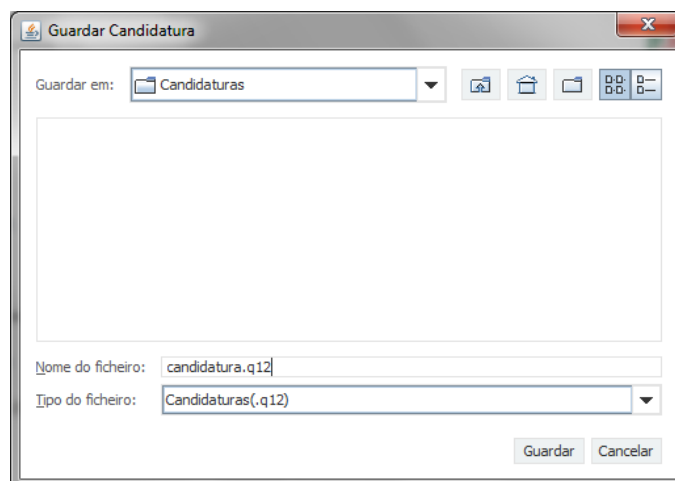 Guardar Candidatura
Guardar em: Candidaturas
Nome do ficheiro: candidatura.q12
Tipo do ficheiro: Candidaturas(.q12)
Guardar Cancelar